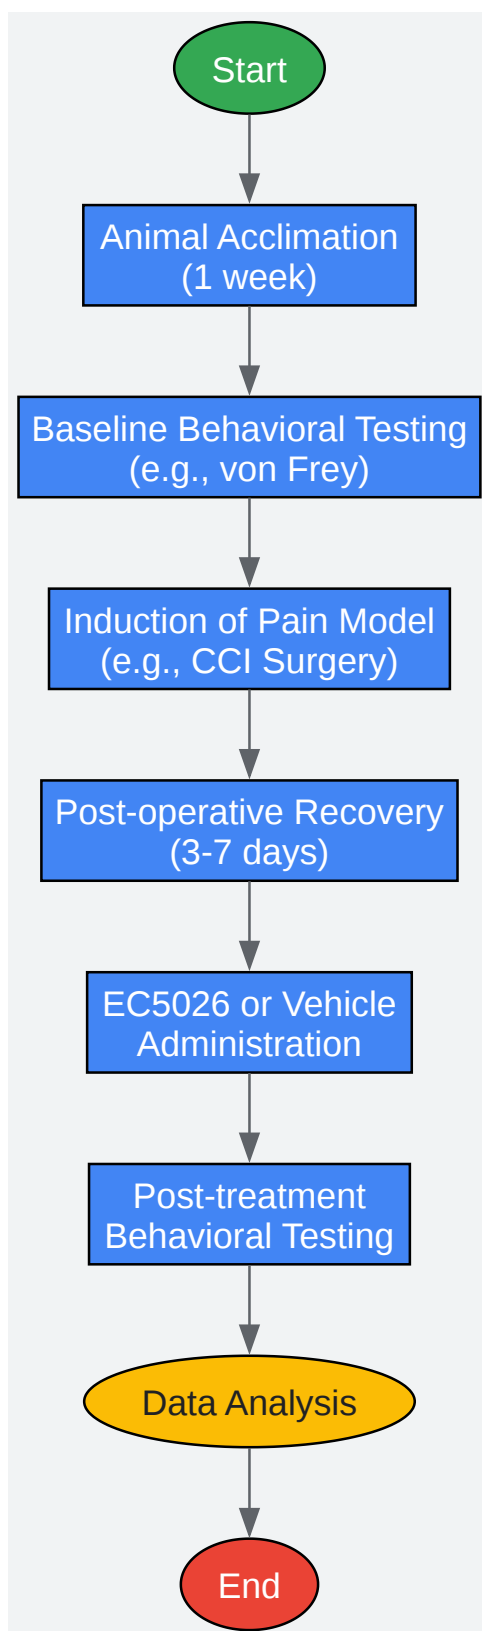 Start
Animal Acclimation
(1 week)
Baseline Behavioral Testing
(e.g., von Frey)
Induction of Pain Model
(e.g., CCI Surgery)
Post-operative Recovery
(3-7 days)
EC5026 or Vehicle
Administration
Post-treatment
Behavioral Testing
Data Analysis
End